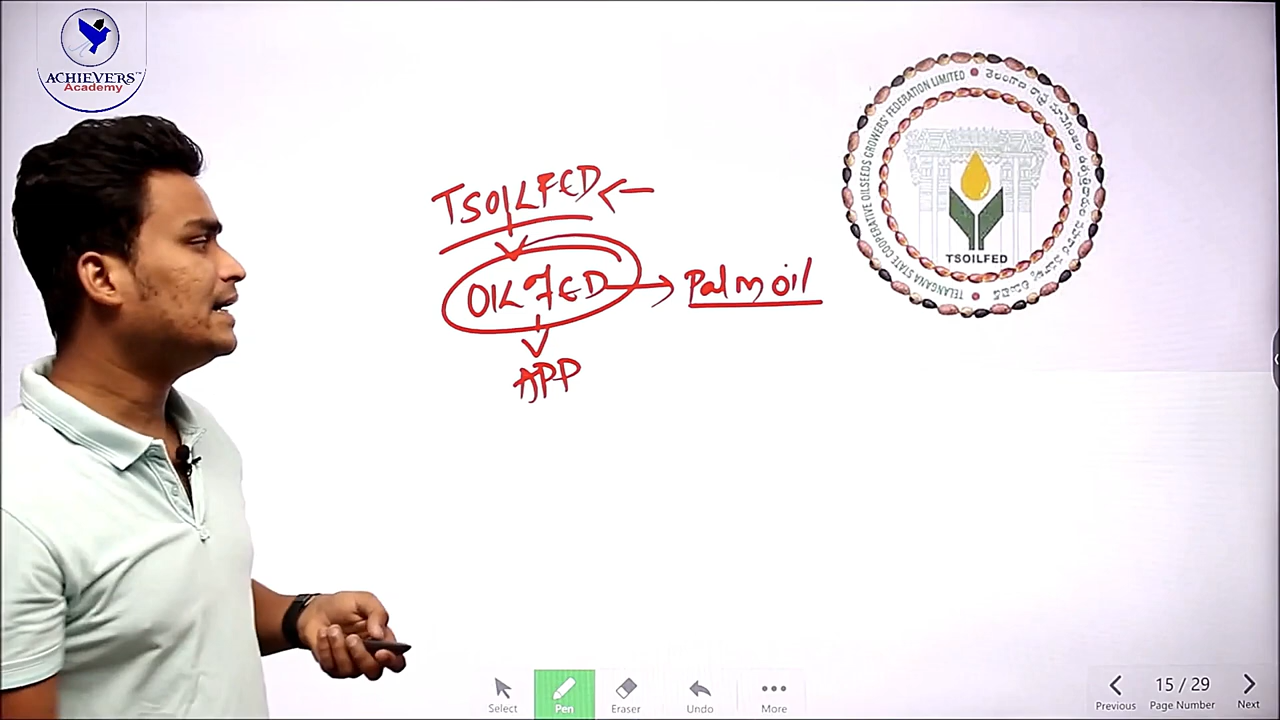 ACHIEVERS™
Academy
TSOILFED
OILFED
Palm oil
APP
TELANGANA STATE COOPERATIVE OILSEEDS GROWERS' FEDERATION LIMITED
తెలంగాణ రాష్ట్ర
TSOILFED
Select
Pen
Eraser
Undo
More
Previous
15 / 29
Page Number
Next